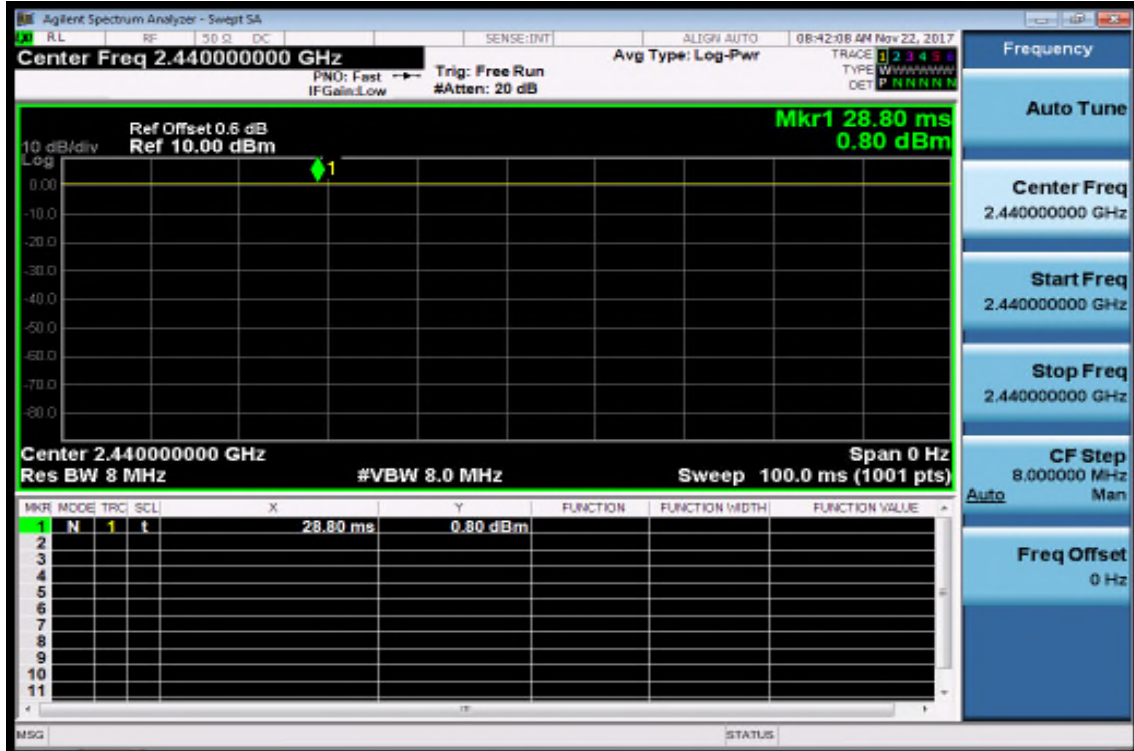 Agilent Spectrum Analyzer - Swept SA
RL RF 50 Ω DC SENSE:INT ALIGN AUTO 08:42:08 AM Nov 22, 2017
Center Freq 2.440000000 GHz
PNO: Fast
IFGain:Low
Trig: Free Run
#Atten: 20 dB
Avg Type: Log-Pwr
TRACE 1 2 3 4 5 6
TYPE W
DET P N N N N N
Mkr1 28.80 ms
0.80 dBm
Ref Offset 0.6 dB
10 dB/div Ref 10.00 dBm
Log
1
0.00
-10.0
-20.0
-30.0
-40.0
-50.0
-60.0
-70.0
-80.0
Center 2.440000000 GHz Span 0 Hz
Res BW 8 MHz #VBW 8.0 MHz Sweep 100.0 ms (1001 pts)
MKR MODE TRC SCL X Y FUNCTION FUNCTION WIDTH FUNCTION VALUE
1 N 1 t 28.80 ms 0.80 dBm
2
3
4
5
6
7
8
9
10
11
MSG STATUS
Frequency
Auto Tune
Center Freq
2.440000000 GHz
Start Freq
2.440000000 GHz
Stop Freq
2.440000000 GHz
CF Step
8.000000 MHz
Auto Man
Freq Offset
0 Hz